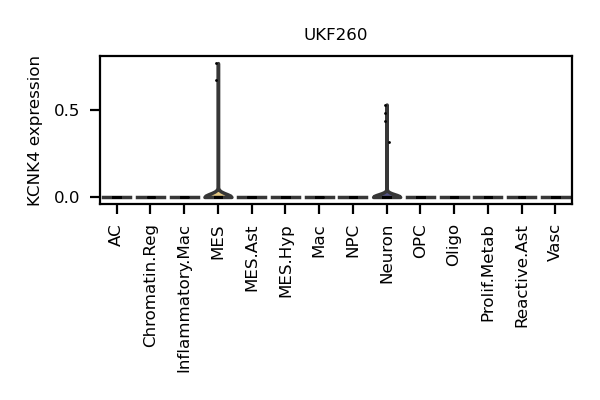 UKF260
KCNK4 expression
0.5
0.0
AC
Chromatin.Reg
Inflammatory.Mac
MES
MES.Ast
MES.Hyp
Mac
NPC
Neuron
OPC
Oligo
Prolif.Metab
Reactive.Ast
Vasc